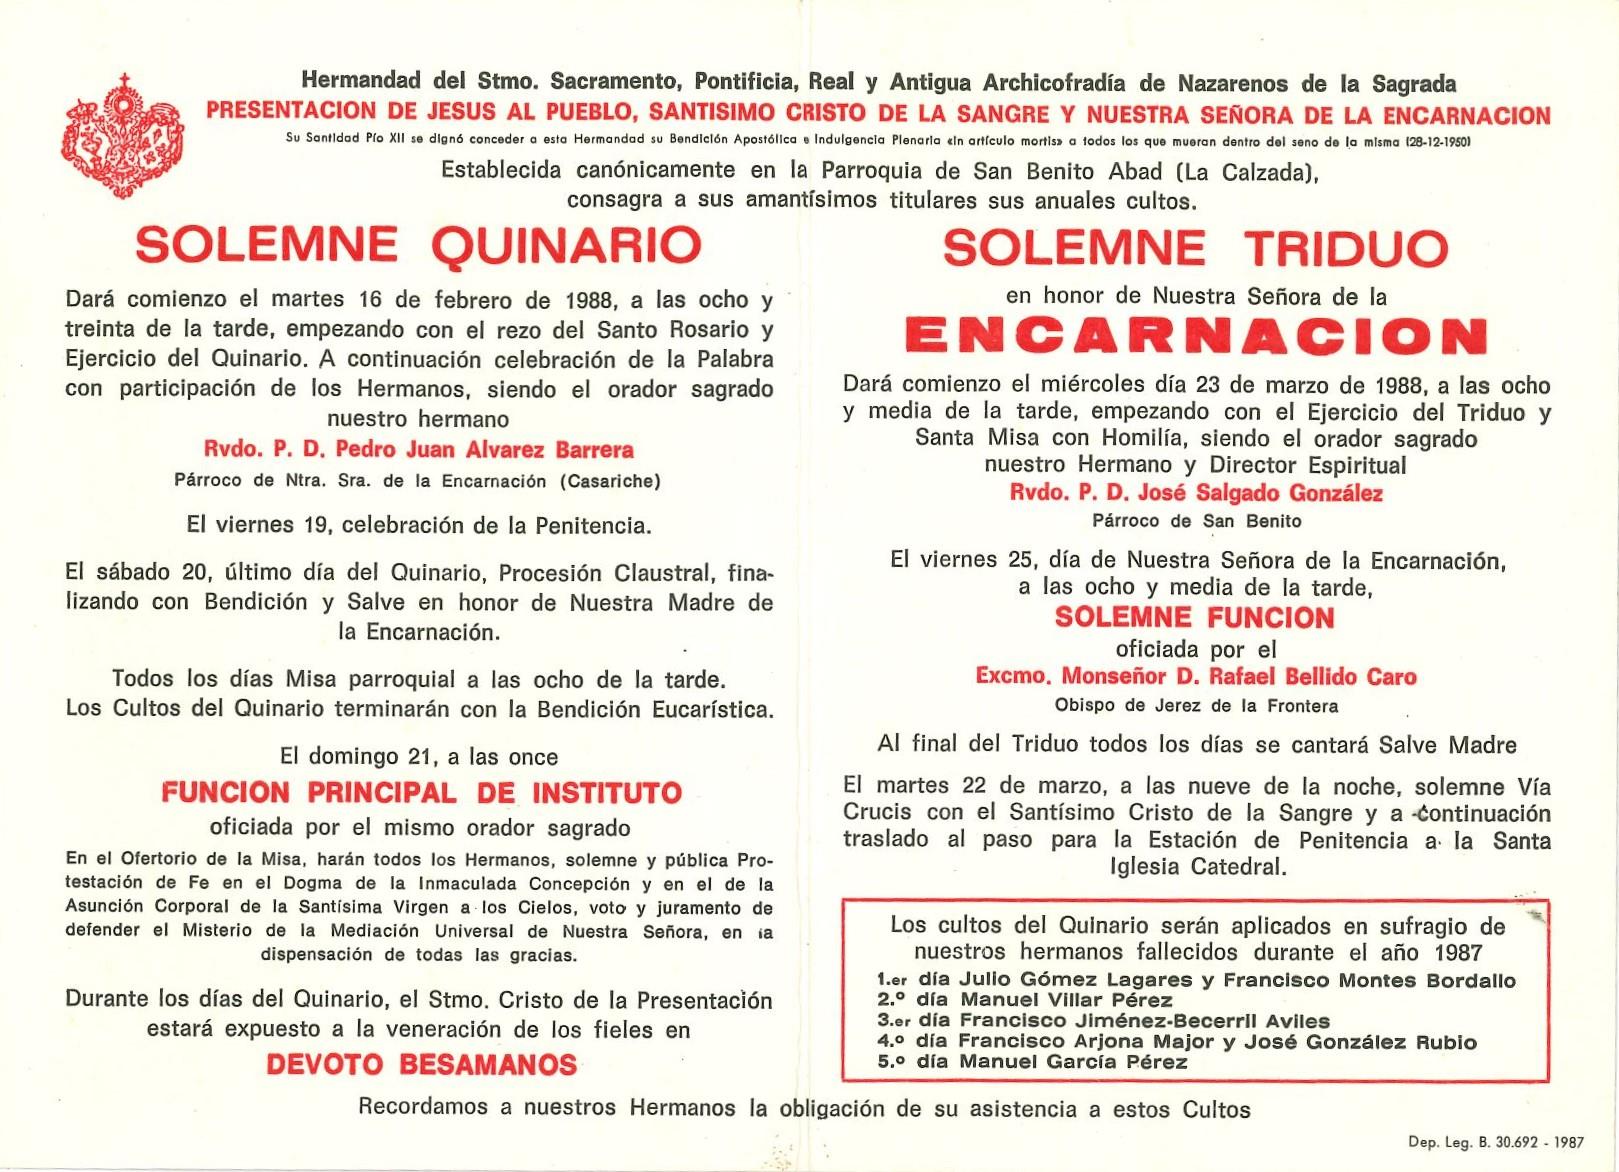 Hermandad del Stmo. Sacramento, Pontificia, Real y Antigua Archicofradía de Nazarenos de la Sagrada
PRESENTACION DE JESUS AL PUEBLO, SANTISIMO CRISTO DE LA SANGRE Y NUESTRA SEÑORA DE LA ENCARNACION
Su Santidad Pío XII se dignó conceder a esta Hermandad su Bendición Apostólica e Indulgencia Plenaria «in artículo mortis» a todos los que mueran dentro del seno de la misma (28-12-1950)
Establecida canónicamente en la Parroquia de San Benito Abad (La Calzada),
consagra a sus amantísimos titulares sus anuales cultos.
SOLEMNE QUINARIO
Dará comienzo el martes 16 de febrero de 1988, a las ocho y
treinta de la tarde, empezando con el rezo del Santo Rosario y
Ejercicio del Quinario. A continuación celebración de la Palabra
con participación de los Hermanos, siendo el orador sagrado
nuestro hermano
Rvdo. P. D. Pedro Juan Alvarez Barrera
Párroco de Ntra. Sra. de la Encarnación (Casariche)
El viernes 19, celebración de la Penitencia.
El sábado 20, último día del Quinario, Procesión Claustral, fina-
lizando con Bendición y Salve en honor de Nuestra Madre de
la Encarnación.
Todos los días Misa parroquial a las ocho de la tarde.
Los Cultos del Quinario terminarán con la Bendición Eucarística.
El domingo 21, a las once
FUNCION PRINCIPAL DE INSTITUTO
oficiada por el mismo orador sagrado
En el Ofertorio de la Misa, harán todos los Hermanos, solemne y pública Pro-
testación de Fe en el Dogma de la Inmaculada Concepción y en el de la
Asunción Corporal de la Santísima Virgen a los Cielos, voto y juramento de
defender el Misterio de la Mediación Universal de Nuestra Señora, en la
dispensación de todas las gracias.
Durante los días del Quinario, el Stmo. Cristo de la Presentación
estará expuesto a la veneración de los fieles en
DEVOTO BESAMANOS
SOLEMNE TRIDUO
en honor de Nuestra Señora de la
ENCARNACION
Dará comienzo el miércoles día 23 de marzo de 1988, a las ocho
y media de la tarde, empezando con el Ejercicio del Triduo y
Santa Misa con Homilía, siendo el orador sagrado
nuestro Hermano y Director Espiritual
Rvdo. P. D. José Salgado González
Párroco de San Benito
El viernes 25, día de Nuestra Señora de la Encarnación,
a las ocho y media de la tarde,
SOLEMNE FUNCION
oficiada por el
Excmo. Monseñor D. Rafael Bellido Caro
Obispo de Jerez de la Frontera
Al final del Triduo todos los días se cantará Salve Madre
El martes 22 de marzo, a las nueve de la noche, solemne Vía
Crucis con el Santísimo Cristo de la Sangre y a continuación
traslado al paso para la Estación de Penitencia a la Santa
Iglesia Catedral.
Los cultos del Quinario serán aplicados en sufragio de
nuestros hermanos fallecidos durante el año 1987
1.er día Julio Gómez Lagares y Francisco Montes Bordallo
2.º día Manuel Villar Pérez
3.er día Francisco Jiménez-Becerril Aviles
4.º día Francisco Arjona Major y José González Rubio
5.º día Manuel García Pérez
Recordamos a nuestros Hermanos la obligación de su asistencia a estos Cultos
Dep. Leg. B. 30.692 - 1987